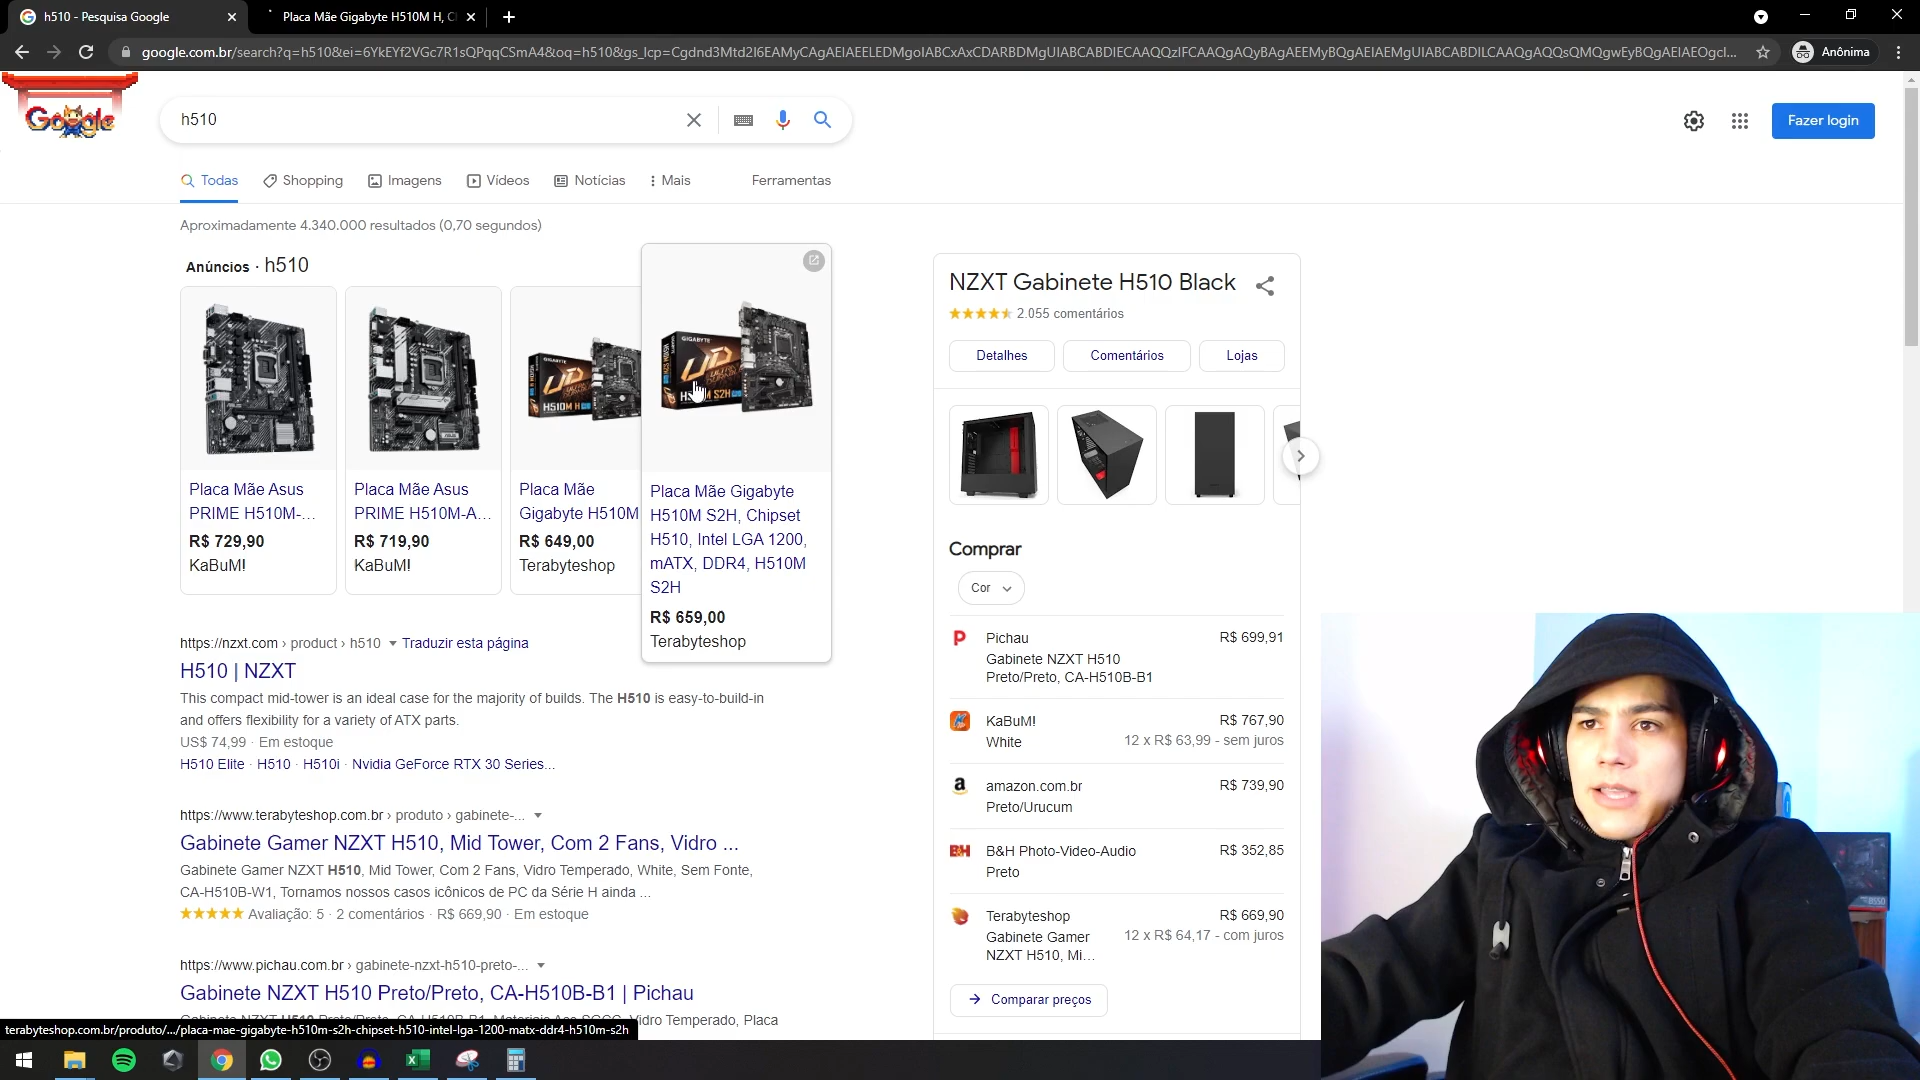 h510 - Pesquisa Google
Placa Mãe Gigabyte H510M H, C
google.com.br/search?q=h510&ei=6YkEYf2VGc7R1sQPqqCSmA4&oq=h510&gs_lcp=Cgdnd3Mtd2l6EAMyCAgAEIAEELEDMgoIABCxAxCDARBDMgUIABCABDIECAAQQzIFCAAQgAQyBAgAEEMyBQgAEIAEMgUIABCABDILCAAQgAQQsQMQgwEyBQgAEIAEOgcI...
Anônima
Google
h510
Fazer login
Todas
Shopping
Imagens
Vídeos
Notícias
Mais
Ferramentas
Aproximadamente 4.340.000 resultados (0,70 segundos)
Anúncios · h510
Placa Mãe Asus
PRIME H510M-...
R$ 729,90
KaBuM!
Placa Mãe Asus
PRIME H510M-A...
R$ 719,90
KaBuM!
GIGABYTE
UD
H510M H
Placa Mãe
Gigabyte H510M
R$ 649,00
Terabyteshop
GIGABYTE
UD
ULTRA DURABLE
S2H
Placa Mãe Gigabyte
H510M S2H, Chipset
H510, Intel LGA 1200,
mATX, DDR4, H510M
S2H
R$ 659,00
Terabyteshop
https://nzxt.com › product › h510
Traduzir esta página
H510 | NZXT
This compact mid-tower is an ideal case for the majority of builds. The H510 is easy-to-build-in
and offers flexibility for a variety of ATX parts.
US$ 74,99 · Em estoque
H510 Elite · H510 · H510i · Nvidia GeForce RTX 30 Series...
https://www.terabyteshop.com.br › produto › gabinete-...
Gabinete Gamer NZXT H510, Mid Tower, Com 2 Fans, Vidro ...
Gabinete Gamer NZXT H510, Mid Tower, Com 2 Fans, Vidro Temperado, White, Sem Fonte,
CA-H510B-W1, Tornamos nossos casos icônicos de PC da Série H ainda ...
Avaliação: 5 · 2 comentários · R$ 669,90 · Em estoque
https://www.pichau.com.br › gabinete-nzxt-h510-preto-...
Gabinete NZXT H510 Preto/Preto, CA-H510B-B1 | Pichau
Vidro Temperado, Placa
terabyteshop.com.br/produto/.../placa-mae-gigabyte-h510m-s2h-chipset-h510-intel-lga-1200-matx-ddr4-h510m-s2h
NZXT Gabinete H510 Black
2.055 comentários
Detalhes
Comentários
Lojas
Comprar
Cor
Pichau
R$ 699,91
Gabinete NZXT H510
Preto/Preto, CA-H510B-B1
KaBuM!
R$ 767,90
White
12 x R$ 63,99 - sem juros
amazon.com.br
R$ 739,90
Preto/Urucum
B&H Photo-Video-Audio
R$ 352,85
Preto
Terabyteshop
R$ 669,90
Gabinete Gamer
12 x R$ 64,17 - com juros
NZXT H510, Mi...
Comparar preços
B550